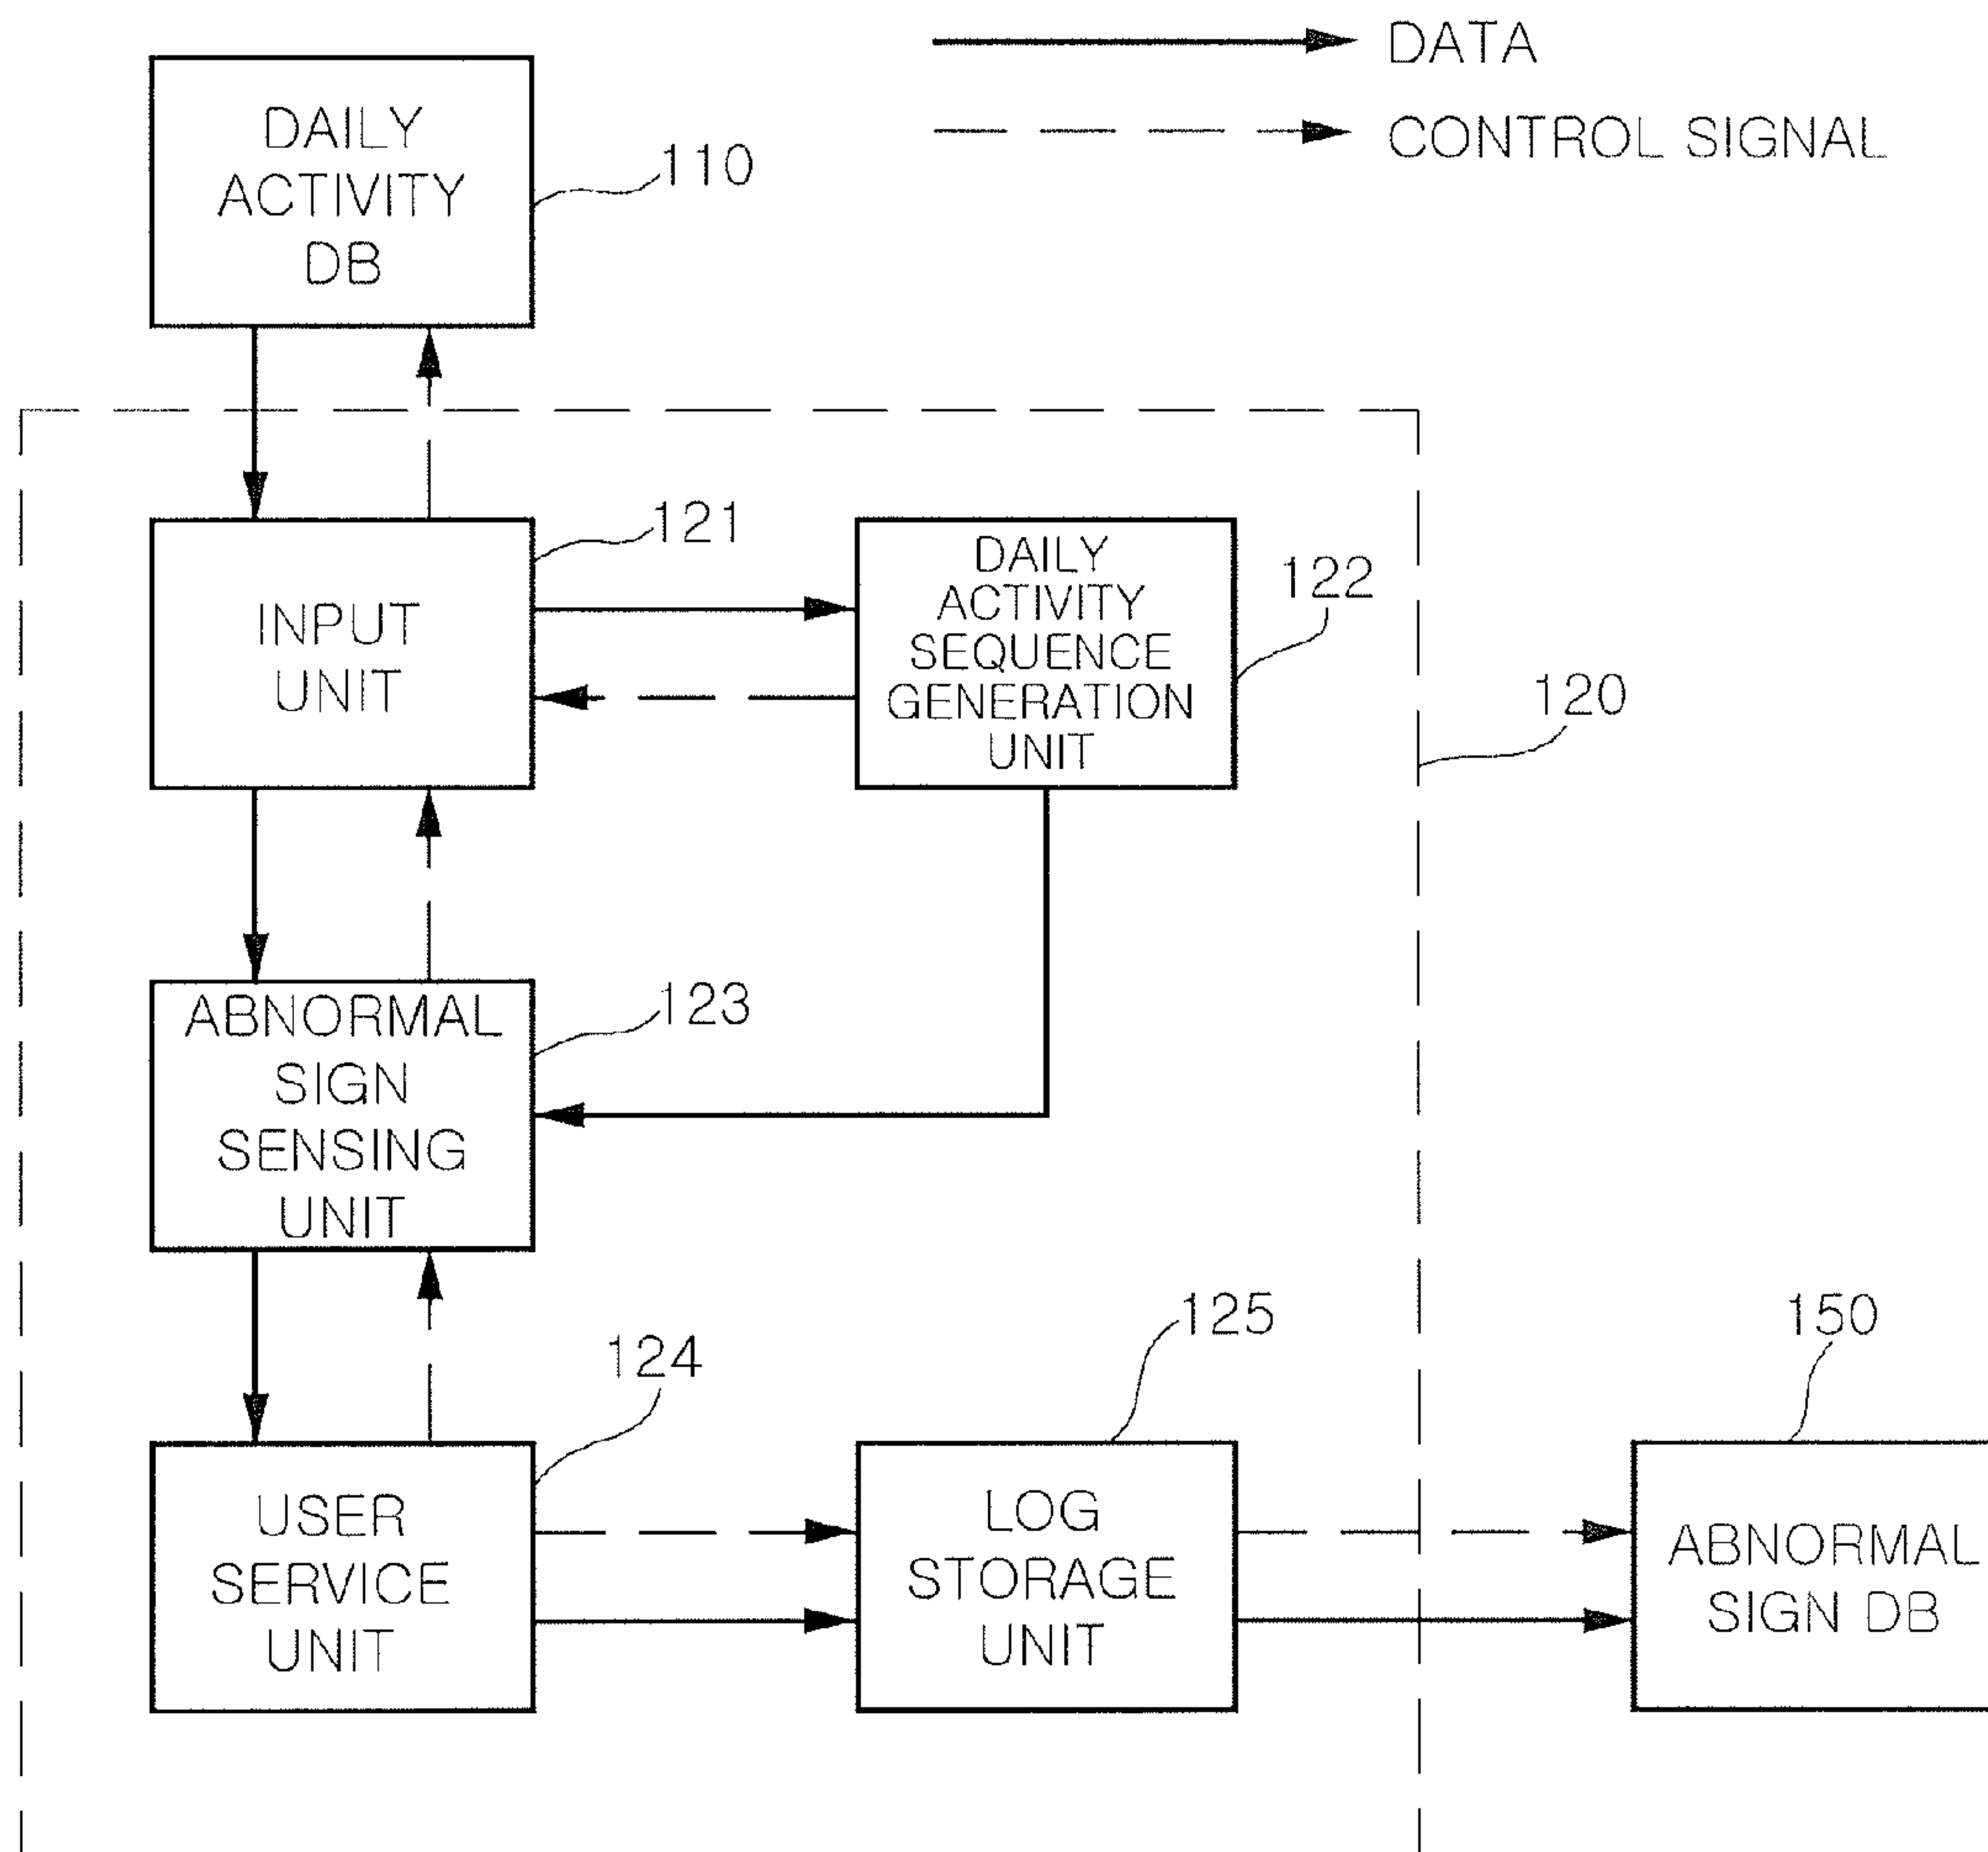 DATA
CONTROL SIGNAL
DAILY
ACTIVITY
DB
110
INPUT
UNIT
121
DAILY
ACTIVITY
SEQUENCE
GENERATION
UNIT
122
120
ABNORMAL
SIGN
SENSING
UNIT
123
USER
SERVICE
UNIT
124
LOG
STORAGE
UNIT
125
ABNORMAL
SIGN DB
150